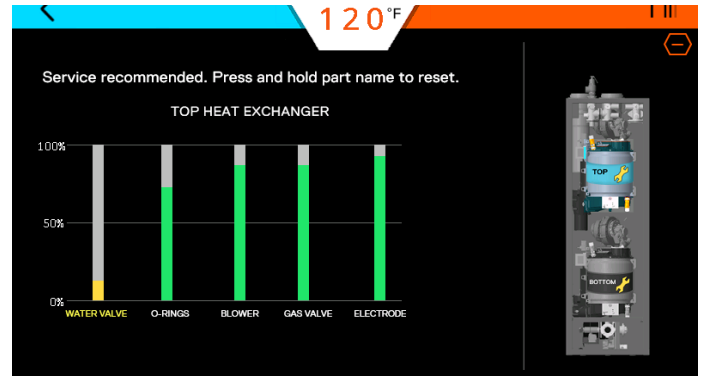 120°F
Service recommended. Press and hold part name to reset.
TOP HEAT EXCHANGER
100%
50%
0%
WATER VALVE O-RINGS BLOWER GAS VALVE ELECTRODE
TOP
BOTTOM